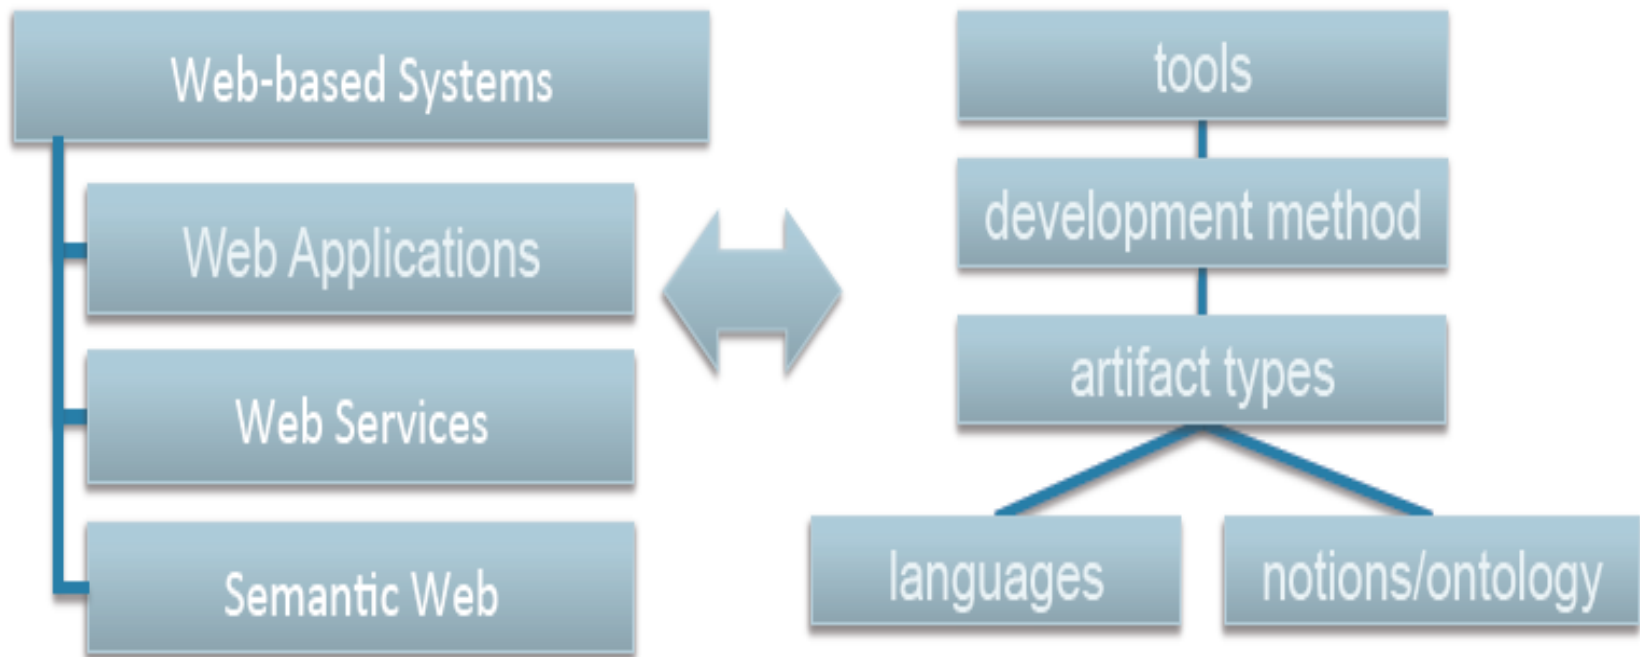 Web-based Systems
Web Applications
Web Services
Semantic Web
tools
development method
artifact types
languages
notions/ontology